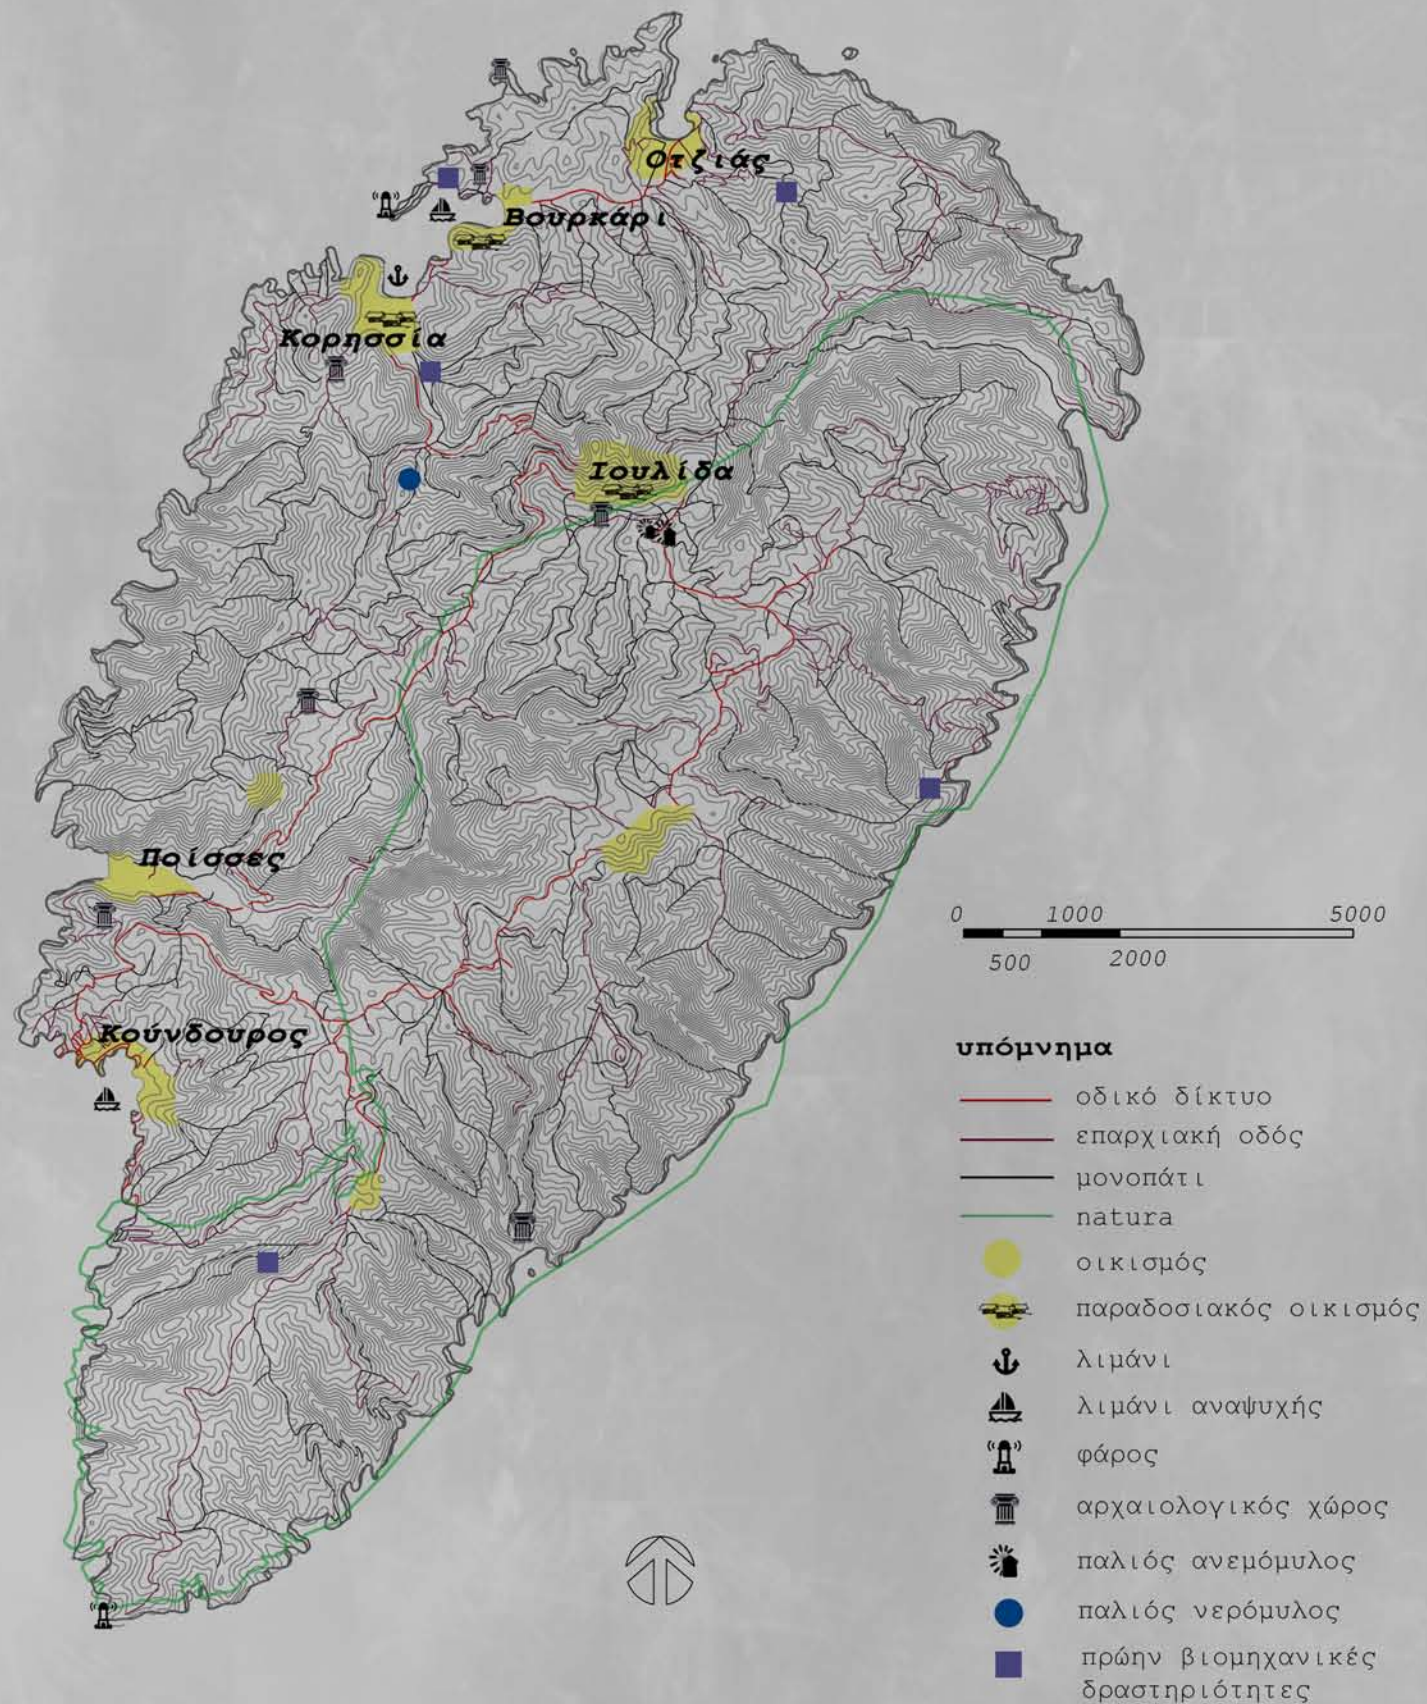 Οτζιάς
Βουρκάρι
Κορησσία
Ιουλίδα
Ποίσσες
Κούνδουρος
0 1000 5000
500 2000
υπόμνημα
οδικό δίκτυο
επαρχιακή οδός
μονοπάτι
natura
οικισμός
παραδοσιακός οικισμός
λιμάνι
λιμάνι αναψυχής
φάρος
αρχαιολογικός χώρος
παλιός ανεμόμυλος
παλιός νερόμυλος
πρώην βιομηχανικές
δραστηριότητες